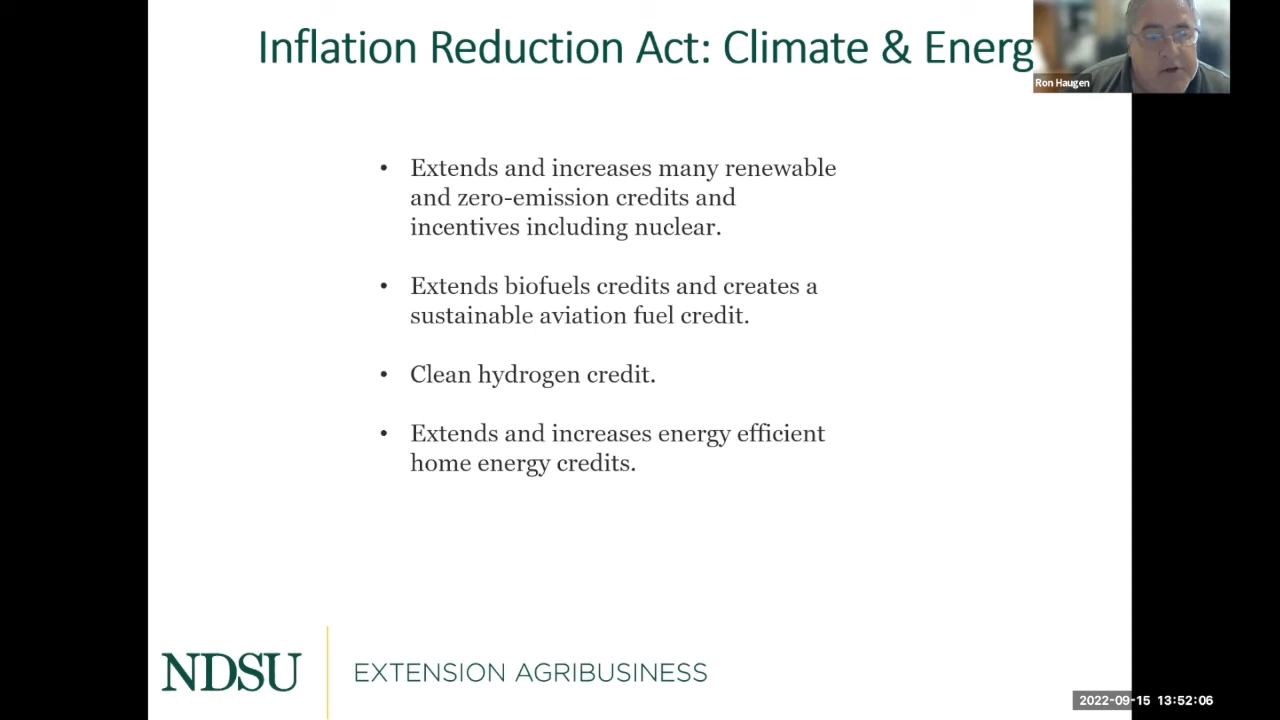 Inflation Reduction Act: Climate & Energ
Ron Haugen
• Extends and increases many renewable
and zero-emission credits and
incentives including nuclear.
• Extends biofuels credits and creates a
sustainable aviation fuel credit.
• Clean hydrogen credit.
• Extends and increases energy efficient
home energy credits.
NDSU EXTENSION AGRIBUSINESS
2022-09-15 13:52:06